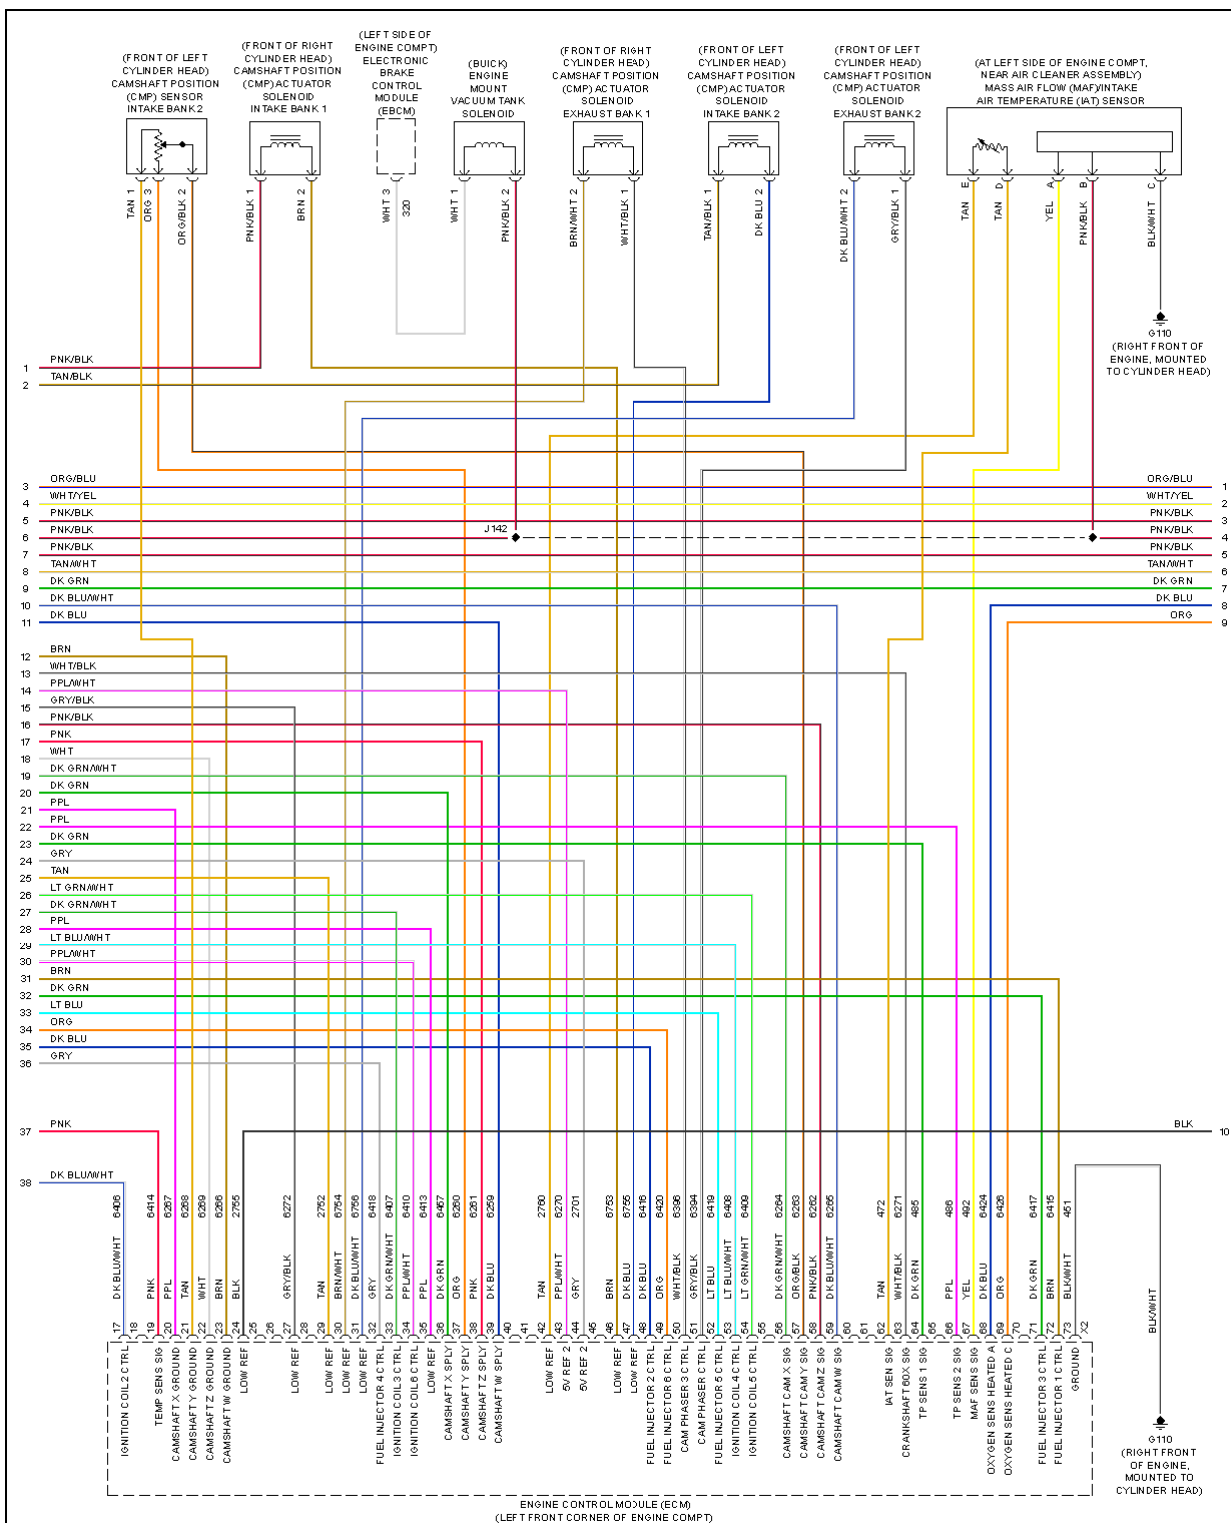 (FRONT OF LEFT
CYLINDER HEAD)
CAMSHAFT POSITION
(CMP) SENSOR
INTAKE BANK 2
(FRONT OF RIGHT
CYLINDER HEAD)
CAMSHAFT POSITION
(CMP) ACTUATOR
SOLENOID
INTAKE BANK 1
(LEFT SIDE OF
ENGINE COMPT)
ELECTRONIC
BRAKE
CONTROL
MODULE
(EBCM)
(BUICK)
ENGINE
MOUNT
VACUUM TANK
SOLENOID
(FRONT OF RIGHT
CYLINDER HEAD)
CAMSHAFT POSITION
(CMP) ACTUATOR
SOLENOID
EXHAUST BANK 1
(FRONT OF LEFT
CYLINDER HEAD)
CAMSHAFT POSITION
(CMP) ACTUATOR
SOLENOID
INTAKE BANK 2
(FRONT OF LEFT
CYLINDER HEAD)
CAMSHAFT POSITION
(CMP) ACTUATOR
SOLENOID
EXHAUST BANK 2
(AT LEFT SIDE OF ENGINE COMPT,
NEAR AIR CLEANER ASSEMBLY)
MASS AIR FLOW (MAF)/INTAKE
AIR TEMPERATURE (IAT) SENSOR
TAN 1
ORG 3
ORG/BLK 2
PNK/BLK 1
BRN 2
WHT 3
320
WHT 1
PNK/BLK 2
BRN/WHT 2
WHT/BLK 1
TAN/BLK 1
DK BLU 2
DK BLU/WHT 2
GRY/BLK 1
TAN E
TAN D
YEL A
PNK/BLK B
BLK/WHT C
G110
(RIGHT FRONT OF
ENGINE, MOUNTED
TO CYLINDER HEAD)
1 PNK/BLK
2 TAN/BLK
3 ORG/BLU
4 WHT/YEL
5 PNK/BLK
6 PNK/BLK
J142
7 PNK/BLK
8 TAN/WHT
9 DK GRN
10 DK BLU/WHT
11 DK BLU
ORG/BLU 1
WHT/YEL 2
PNK/BLK 3
PNK/BLK 4
PNK/BLK 5
TAN/WHT 6
DK GRN 7
DK BLU 8
ORG 9
12 BRN
13 WHT/BLK
14 PPL/WHT
15 GRY/BLK
16 PNK/BLK
17 PNK
18 WHT
19 DK GRN/WHT
20 DK GRN
21 PPL
22 PPL
23 DK GRN
24 GRY
25 TAN
26 LT GRN/WHT
27 DK GRN/WHT
28 PPL
29 LT BLU/WHT
30 PPL/WHT
31 BRN
32 DK GRN
33 LT BLU
34 ORG
35 DK BLU
36 GRY
37 PNK
BLK 10
38 DK BLU/WHT
17 DK BLU/WHT 6406 IGNITION COIL 2 CTRL
18
19 PNK 6414 TEMP SENS SIG
20 PPL 6267 CAMSHAFT X GROUND
21 TAN 6268 CAMSHAFT Y GROUND
22 WHT 6269 CAMSHAFT Z GROUND
23 BRN 6266 CAMSHAFT W GROUND
24 BLK 2755 LOW REF
25
26
27 GRY/BLK 6272 LOW REF
28
29 TAN 2752 LOW REF
30 BRN/WHT 6754 LOW REF
31 DK BLU/WHT 6756 LOW REF
32 GRY 6418 FUEL INJECTOR 4 CTRL
33 DK GRN/WHT 6407 IGNITION COIL 3 CTRL
34 PPL/WHT 6410 IGNITION COIL 6 CTRL
35 PPL 6413 LOW REF
36 DK GRN 6457 CAMSHAFT X SPLY
37 ORG 6260 CAMSHAFT Y SPLY
38 PNK 6261 CAMSHAFT Z SPLY
39 DK BLU 6259 CAMSHAFT W SPLY
40
41
42 TAN 2760 LOW REF
43 PPL/WHT 6270 5V REF 2
44 GRY 2701 5V REF 2
45
46 BRN 6753 LOW REF
47 DK BLU 6755 LOW REF
48 DK BLU 6416 FUEL INJECTOR 2 CTRL
49 ORG 6420 FUEL INJECTOR 6 CTRL
50 WHT/BLK 6396 CAM PHASER 3 CTRL
51 GRY/BLK 6394 CAM PHASER CTRL
52 LT BLU 6419 FUEL INJECTOR 5 CTRL
53 LT BLU/WHT 6408 IGNITION COIL 4 CTRL
54 LT GRN/WHT 6409 IGNITION COIL 5 CTRL
55
56 DK GRN/WHT 6264 CAMSHAFT CAM X SIG
57 ORG/BLK 6263 CAMSHAFT CAM Y SIG
58 PNK/BLK 6262 CAMSHAFT CAM Z SIG
59 DK BLU/WHT 6265 CAMSHAFT CAM W SIG
60
61
62 TAN 472 IAT SEN SIG
63 WHT/BLK 6271 CRANKSHAFT 60X SIG
64 DK GRN 485 TP SENS 1 SIG
65
66 PPL 486 TP SENS 2 SIG
67 YEL 492 MAF SENS SIG
68 DK BLU 6424 OXYGEN SENS HEATED A
69 ORG 6426 OXYGEN SENS HEATED C
70
71 DK GRN 6417 FUEL INJECTOR 3 CTRL
72 BRN 6415 FUEL INJECTOR 1 CTRL
73 BLK/WHT 451 GROUND
X2
BLK/WHT
G110
(RIGHT FRONT
OF ENGINE,
MOUNTED TO
CYLINDER HEAD)
ENGINE CONTROL MODULE (ECM)
(LEFT FRONT CORNER OF ENGINE COMPT)